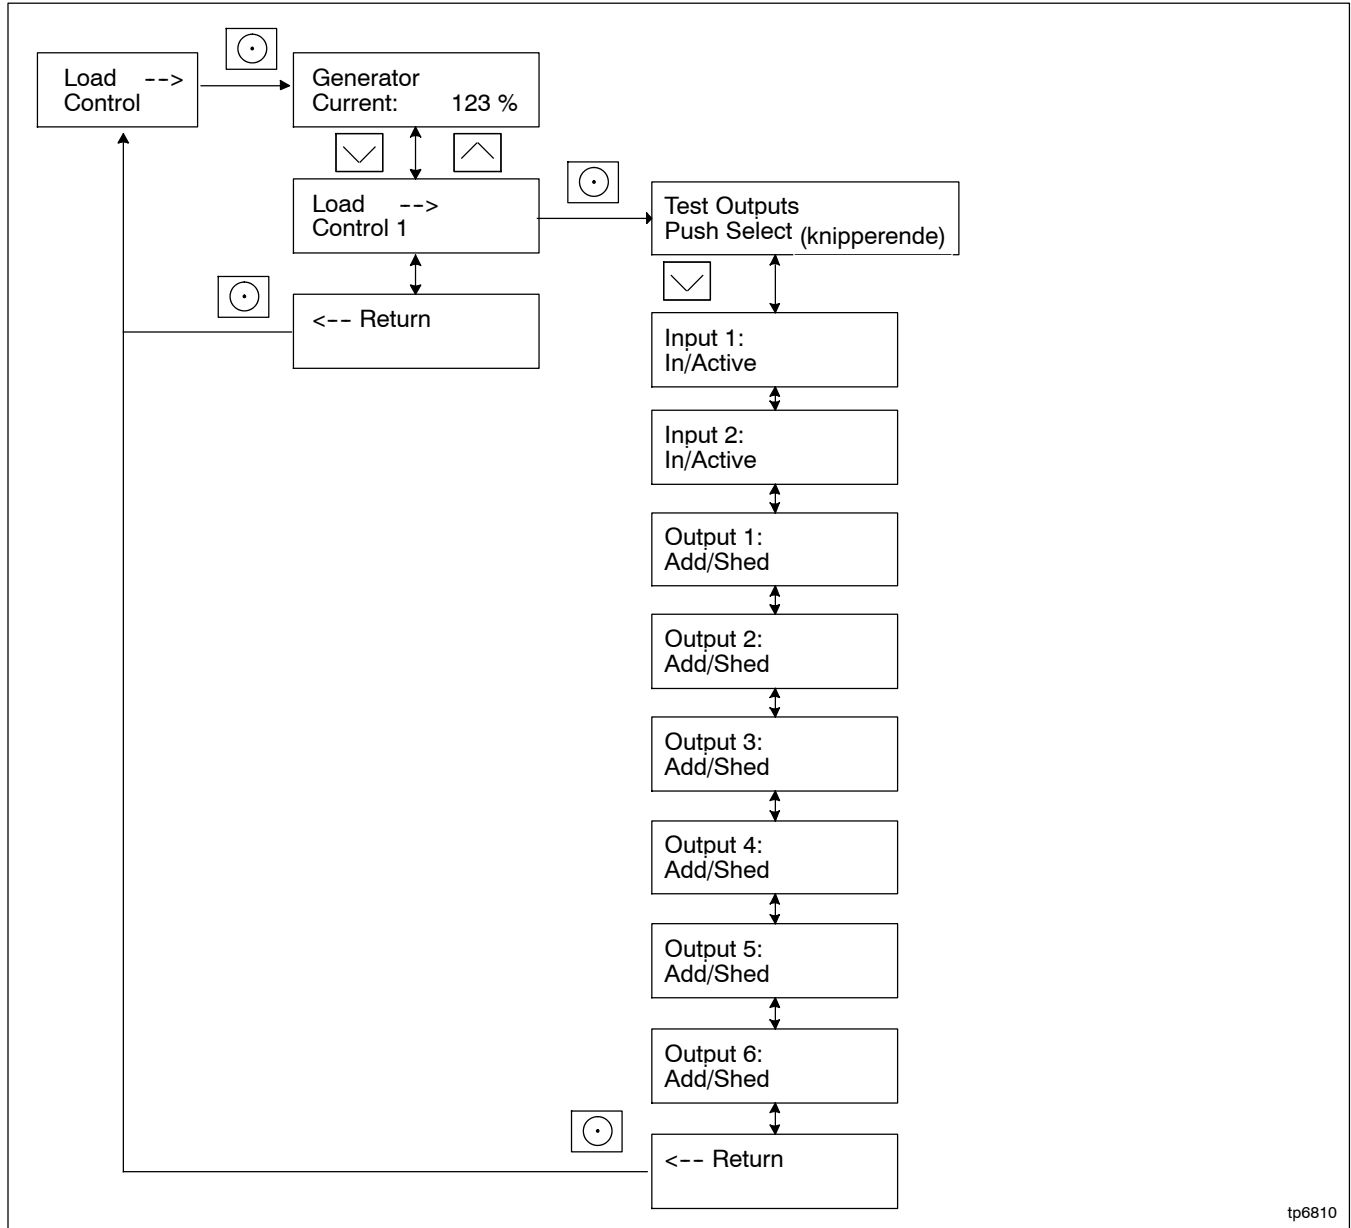 Load -->
Control
Generator
Current: 123 %
Load -->
Control 1
<-- Return
Test Outputs
Push Select (knipperende)
Input 1:
In/Active
Input 2:
In/Active
Output 1:
Add/Shed
Output 2:
Add/Shed
Output 3:
Add/Shed
Output 4:
Add/Shed
Output 5:
Add/Shed
Output 6:
Add/Shed
<-- Return
tp6810